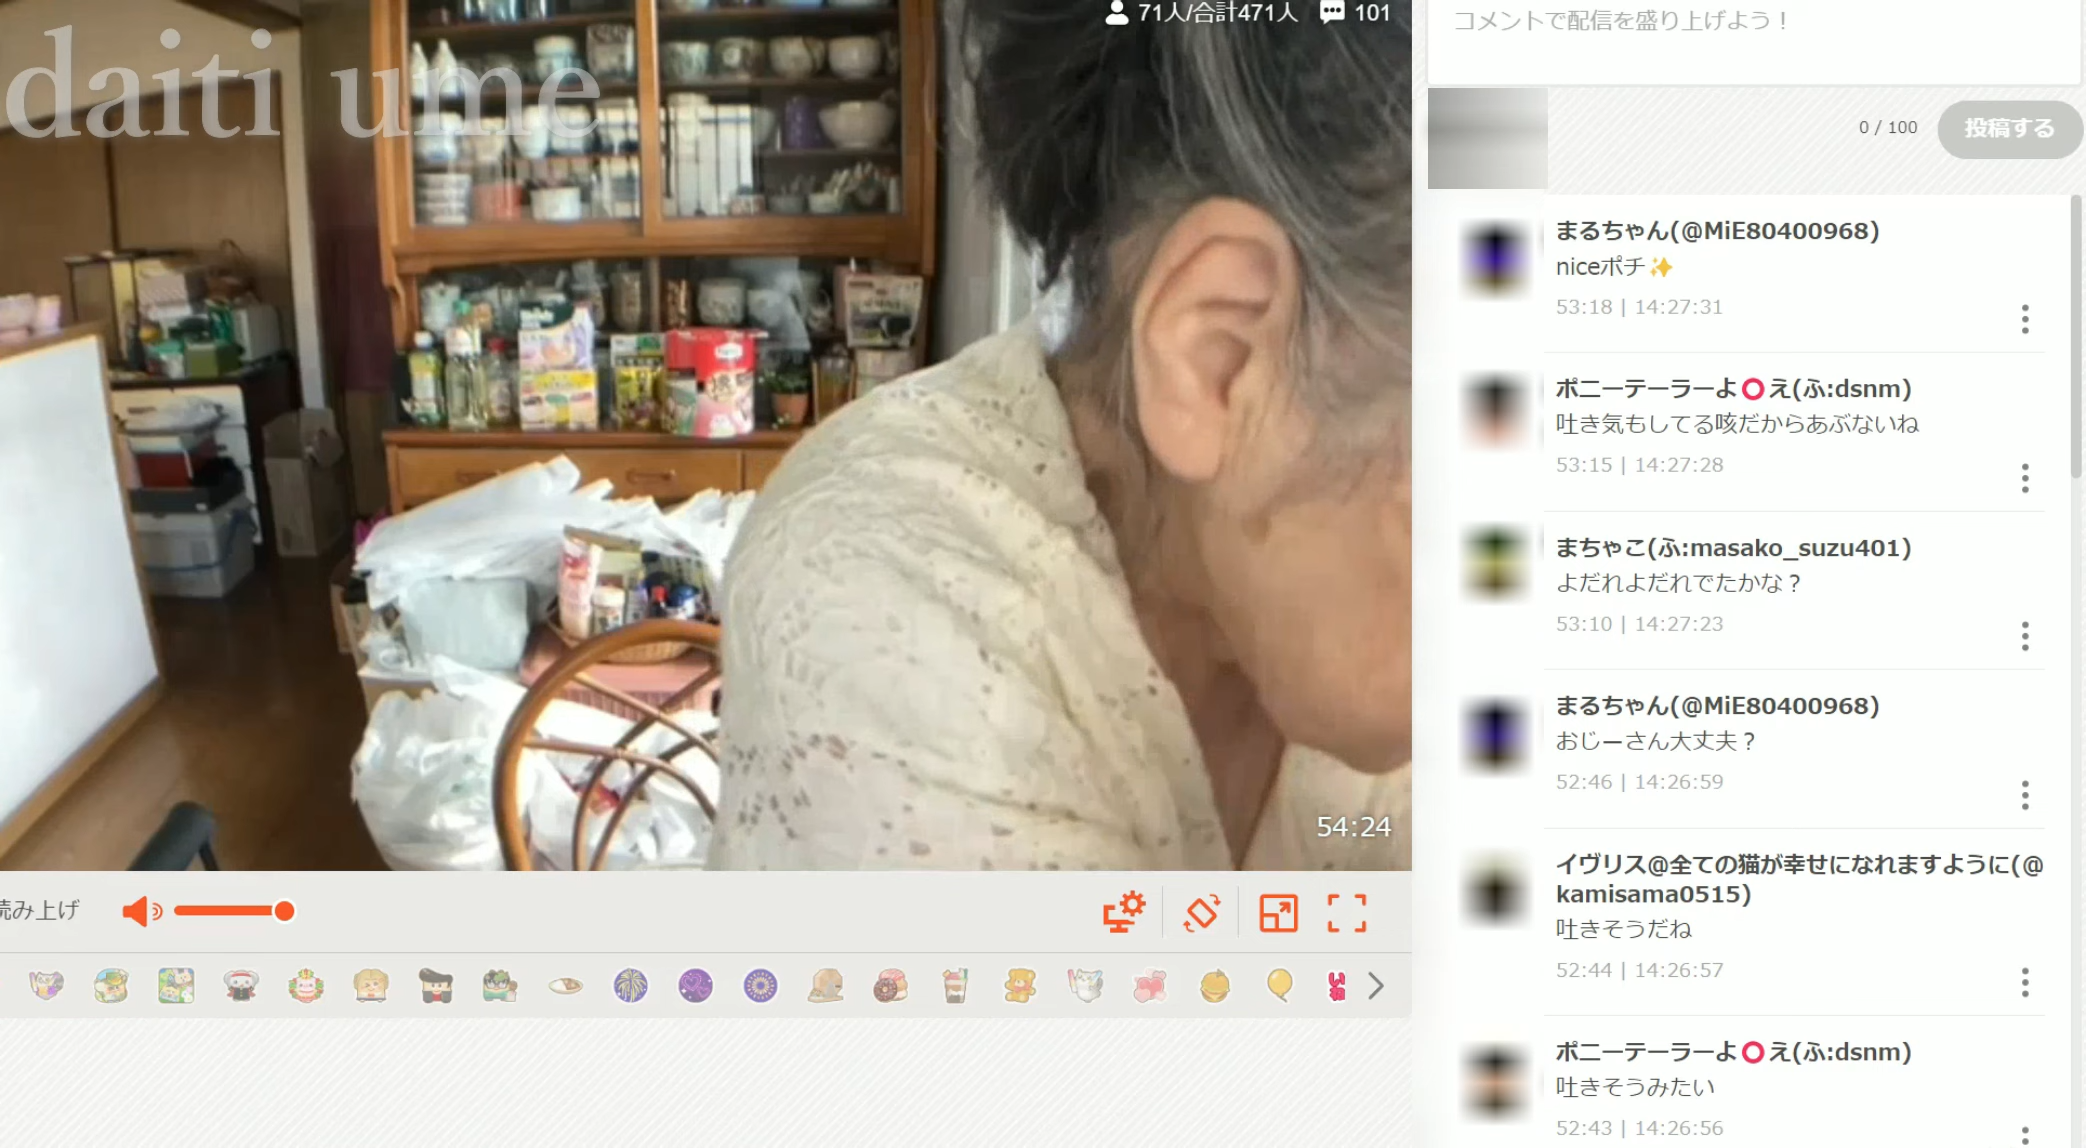 daiti ume
71人/合計471人 101
54:24
読み上げ
コメントで配信を盛り上げよう！
0 / 100 投稿する
まるちゃん(@MiE80400968)
niceポチ✨
53:18 | 14:27:31
ポニーテーラーよ⭕え(ふ:dsnm)
吐き気もしてる咳だからあぶないね
53:15 | 14:27:28
まちゃこ(ふ:masako_suzu401)
よだれよだれでたかな？
53:10 | 14:27:23
まるちゃん(@MiE80400968)
おじーさん大丈夫？
52:46 | 14:26:59
イヴリス@全ての猫が幸せになれますように(@
kamisama0515)
吐きそうだね
52:44 | 14:26:57
ポニーテーラーよ⭕え(ふ:dsnm)
吐きそうみたい
52:43 | 14:26:56